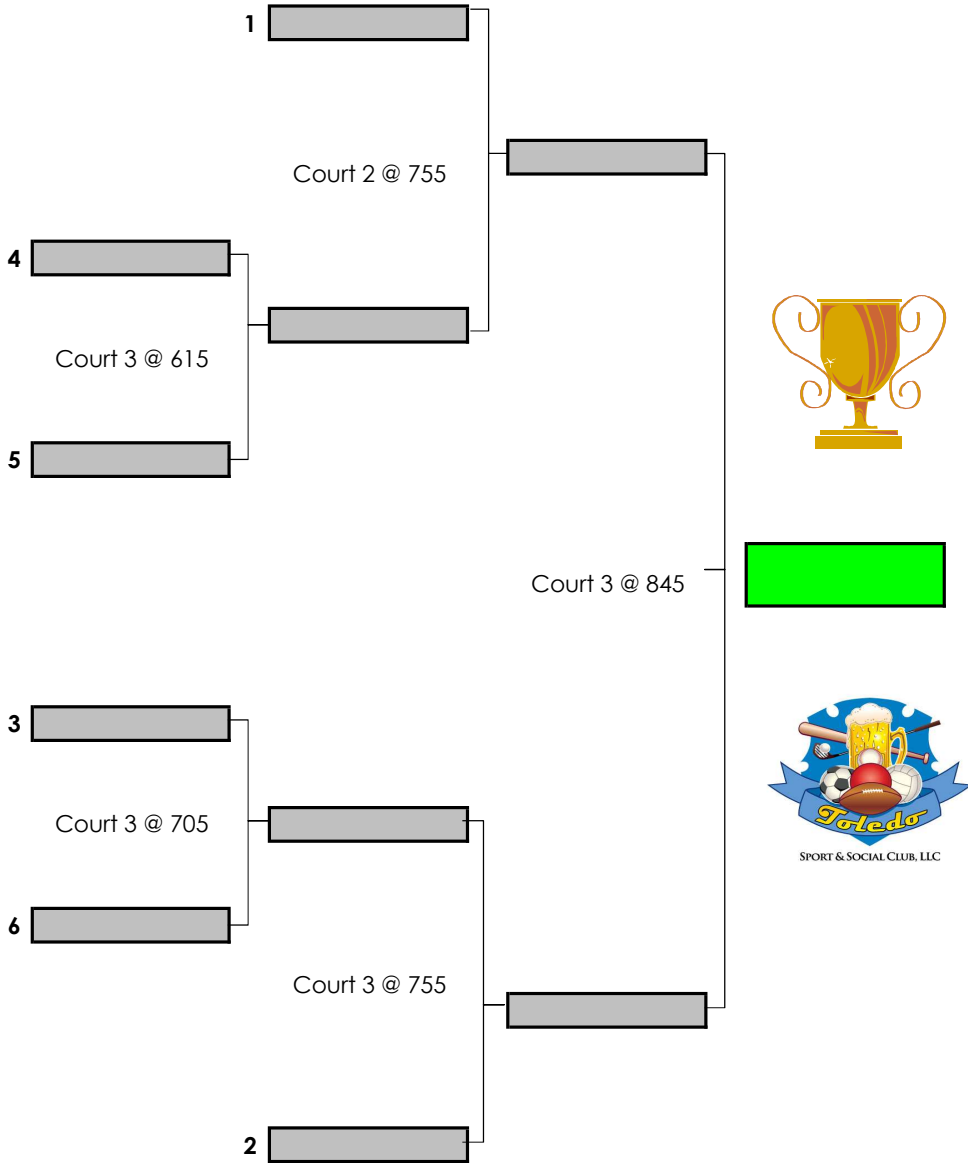 1
Court 2 @ 755
4
Court 3 @ 615
5
Court 3 @ 845
3
Court 3 @ 705
6
Court 3 @ 755
2
Toledo
SPORT & SOCIAL CLUB, LLC